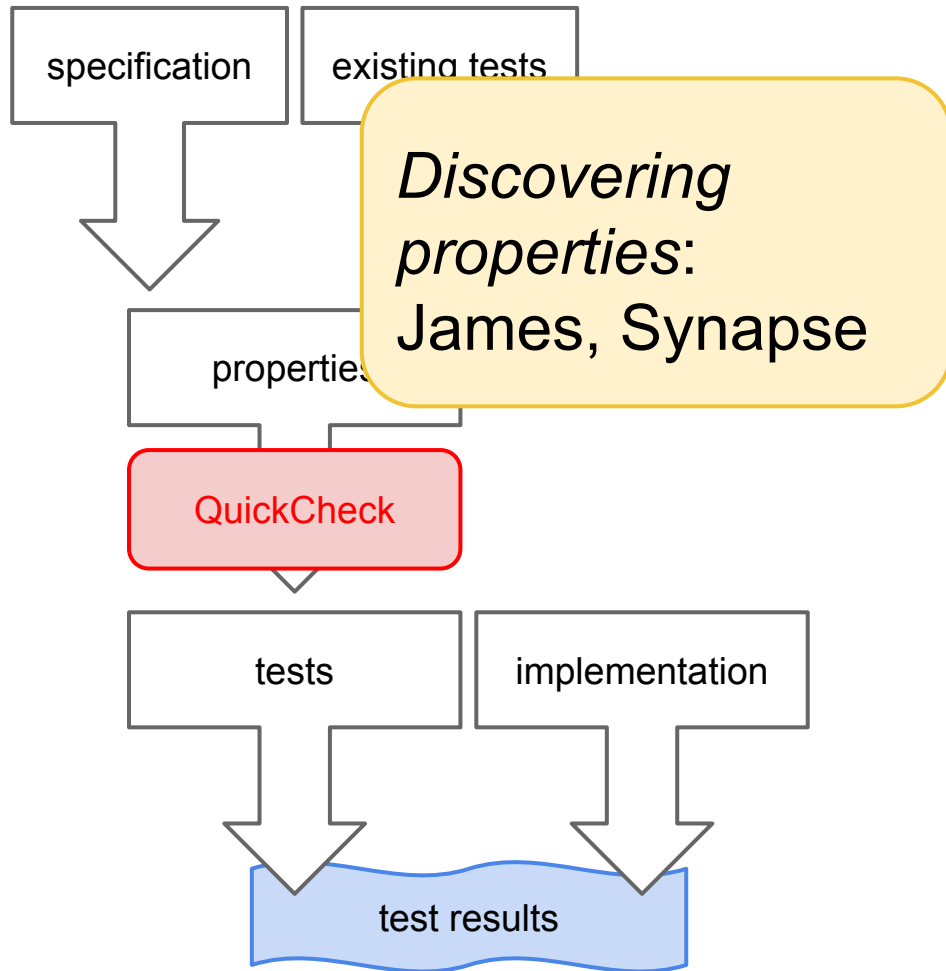 specification
existing tests
Discovering
properties:
James, Synapse
properties
QuickCheck
tests
implementation
test results